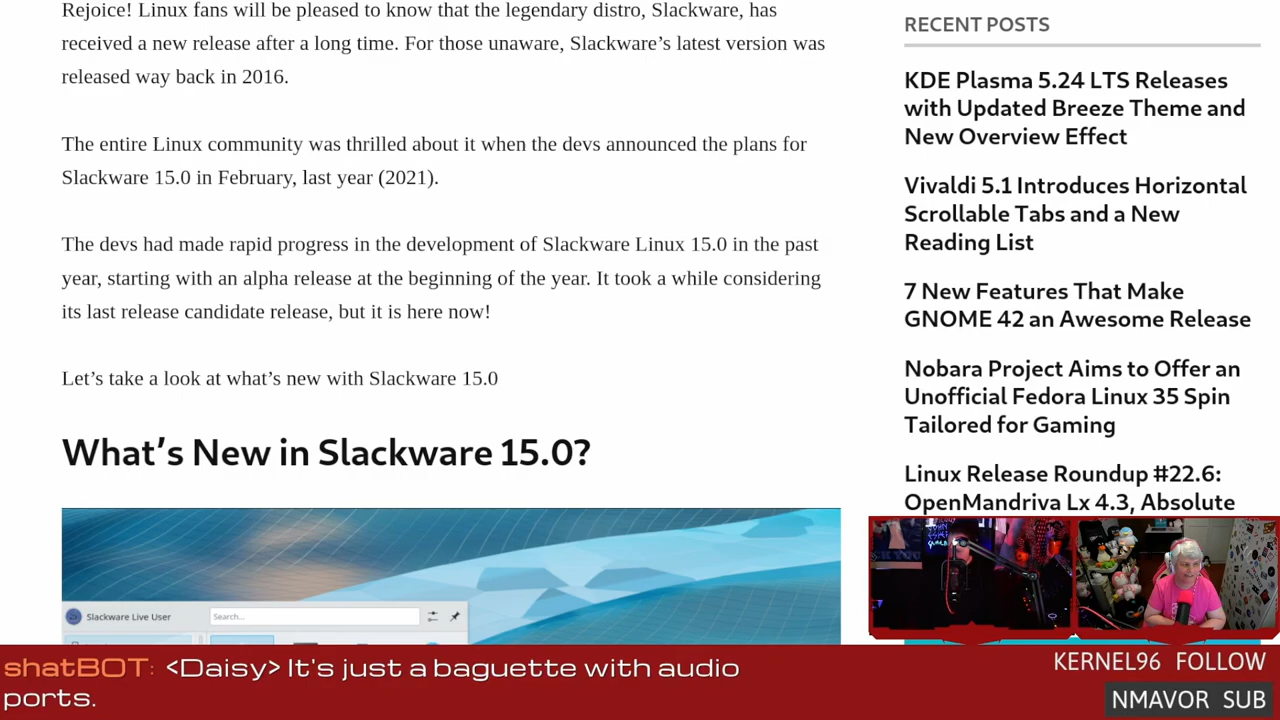 Rejoice! Linux fans will be pleased to know that the legendary distro, Slackware, has
received a new release after a long time. For those unaware, Slackware’s latest version was
released way back in 2016.
The entire Linux community was thrilled about it when the devs announced the plans for
Slackware 15.0 in February, last year (2021).
The devs had made rapid progress in the development of Slackware Linux 15.0 in the past
year, starting with an alpha release at the beginning of the year. It took a while considering
its last release candidate release, but it is here now!
Let’s take a look at what’s new with Slackware 15.0
What’s New in Slackware 15.0?
Slackware Live User
Search...
RECENT POSTS
KDE Plasma 5.24 LTS Releases
with Updated Breeze Theme and
New Overview Effect
Vivaldi 5.1 Introduces Horizontal
Scrollable Tabs and a New
Reading List
7 New Features That Make
GNOME 42 an Awesome Release
Nobara Project Aims to Offer an
Unofficial Fedora Linux 35 Spin
Tailored for Gaming
Linux Release Roundup #22.6:
OpenMandriva Lx 4.3, Absolute
shatBOT: <Daisy> It's just a baguette with audio
ports.
KERNEL96 FOLLOW
NMAVOR SUB